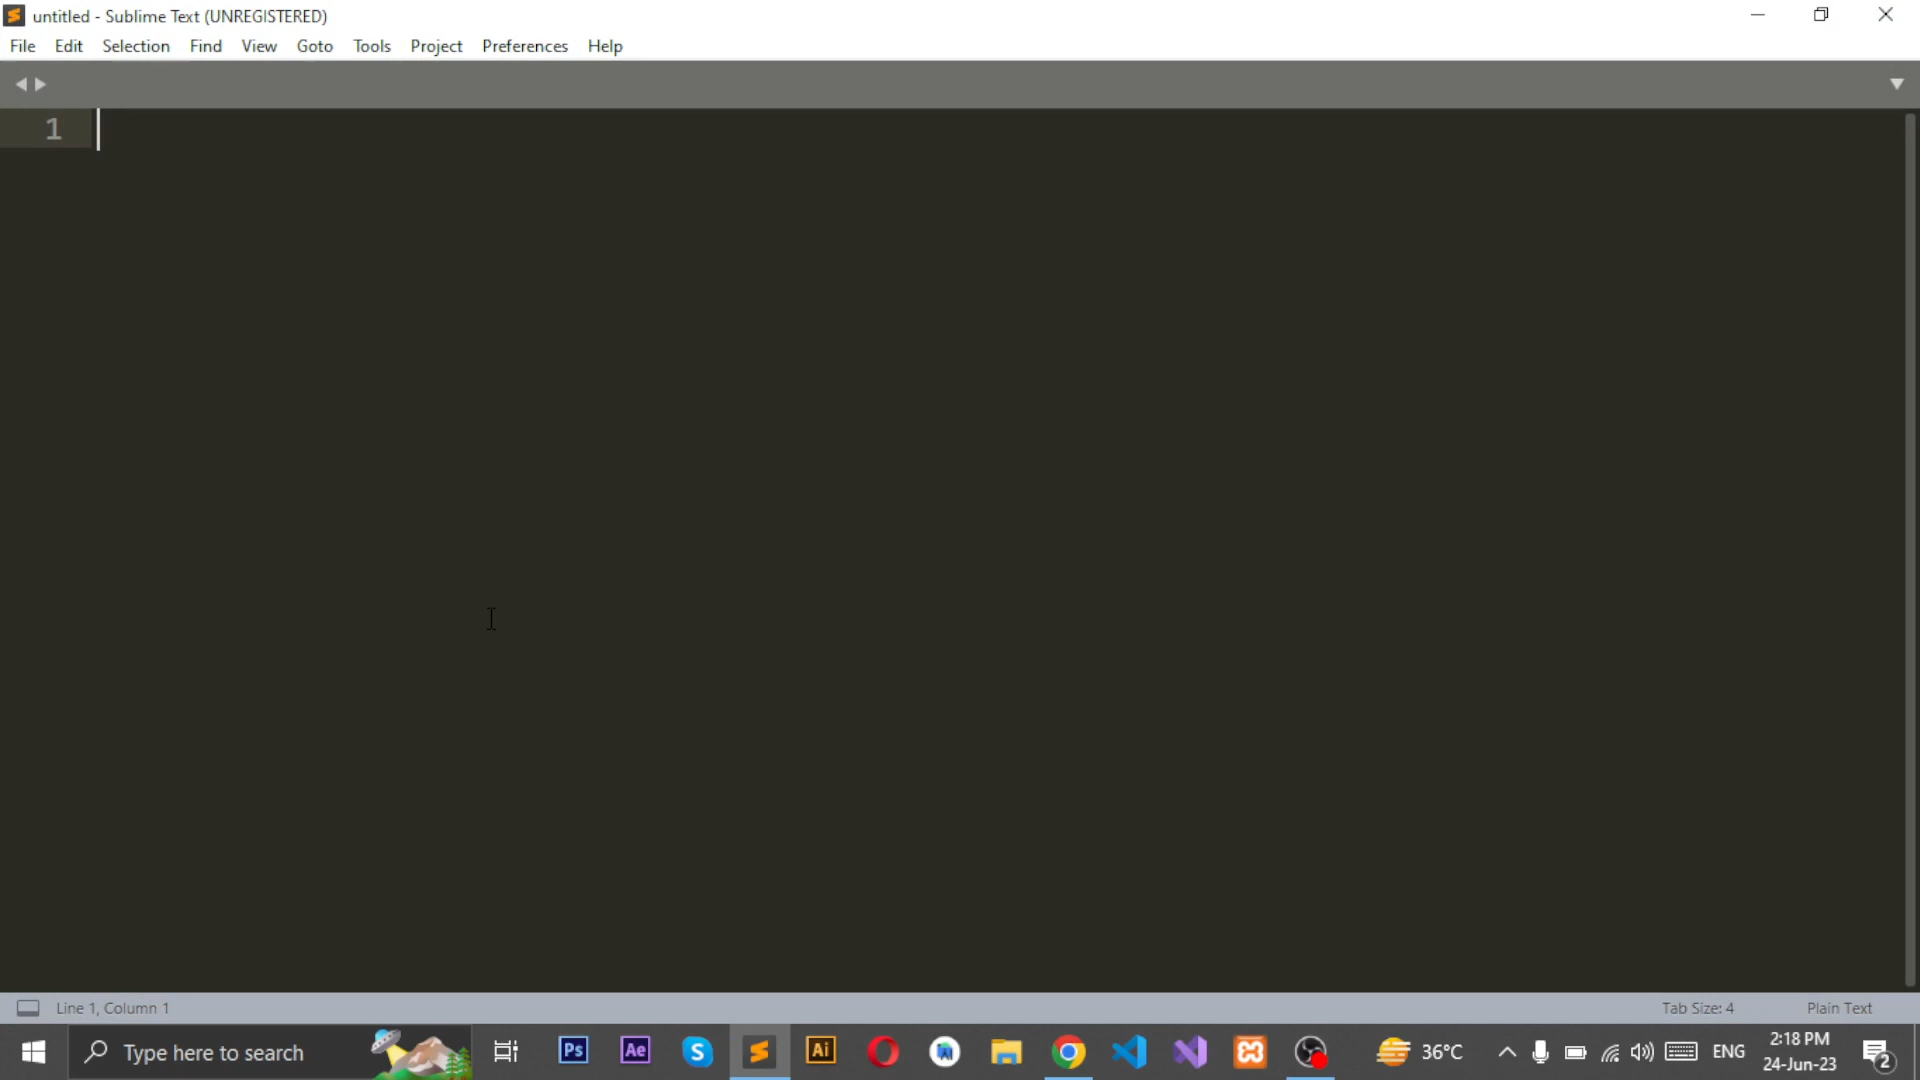 untitled - Sublime Text (UNREGISTERED)
File Edit Selection Find View Goto Tools Project Preferences Help
1
Line 1, Column 1 Tab Size: 4 Plain Text
Type here to search Ps Ae S Ai 36°C ENG 2:18 PM
24-Jun-23 2